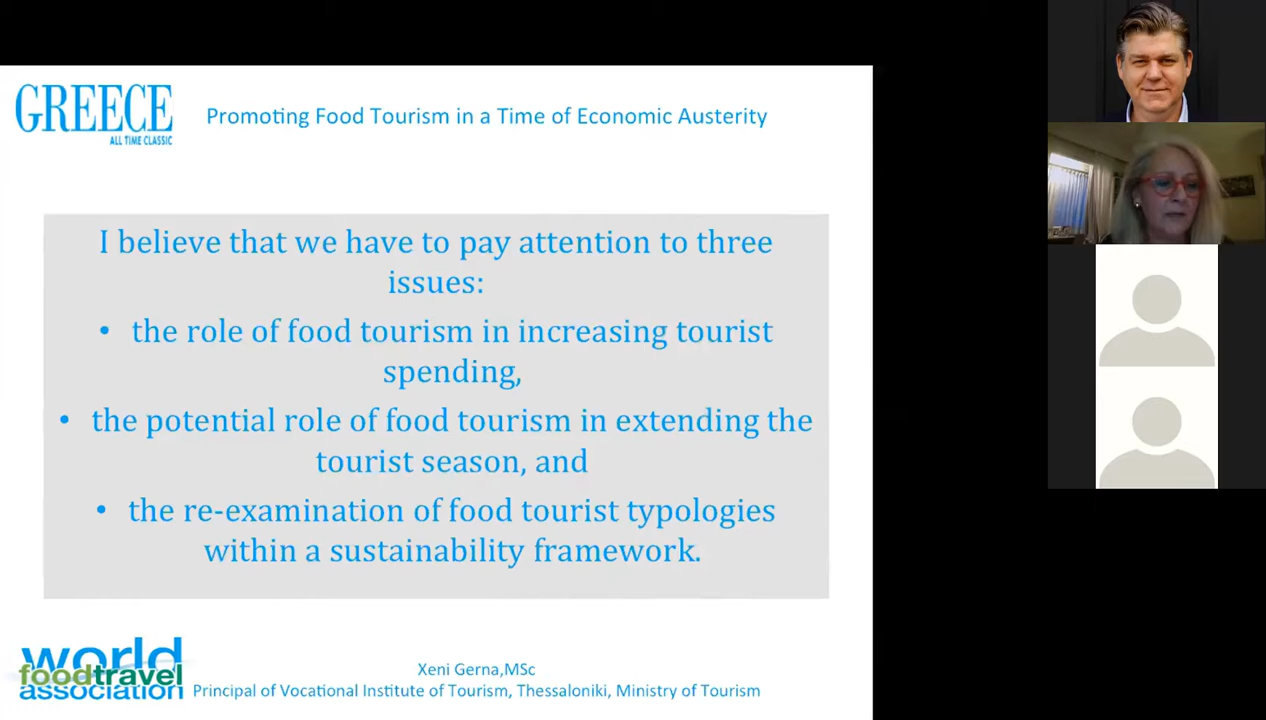 GREECE
ALL TIME CLASSIC
Promoting Food Tourism in a Time of Economic Austerity
I believe that we have to pay attention to three
issues:
• the role of food tourism in increasing tourist
spending,
• the potential role of food tourism in extending the
tourist season, and
• the re-examination of food tourist typologies
within a sustainability framework.
world
foodtravel
association
Xeni Gerna,MSc
Principal of Vocational Institute of Tourism, Thessaloniki, Ministry of Tourism